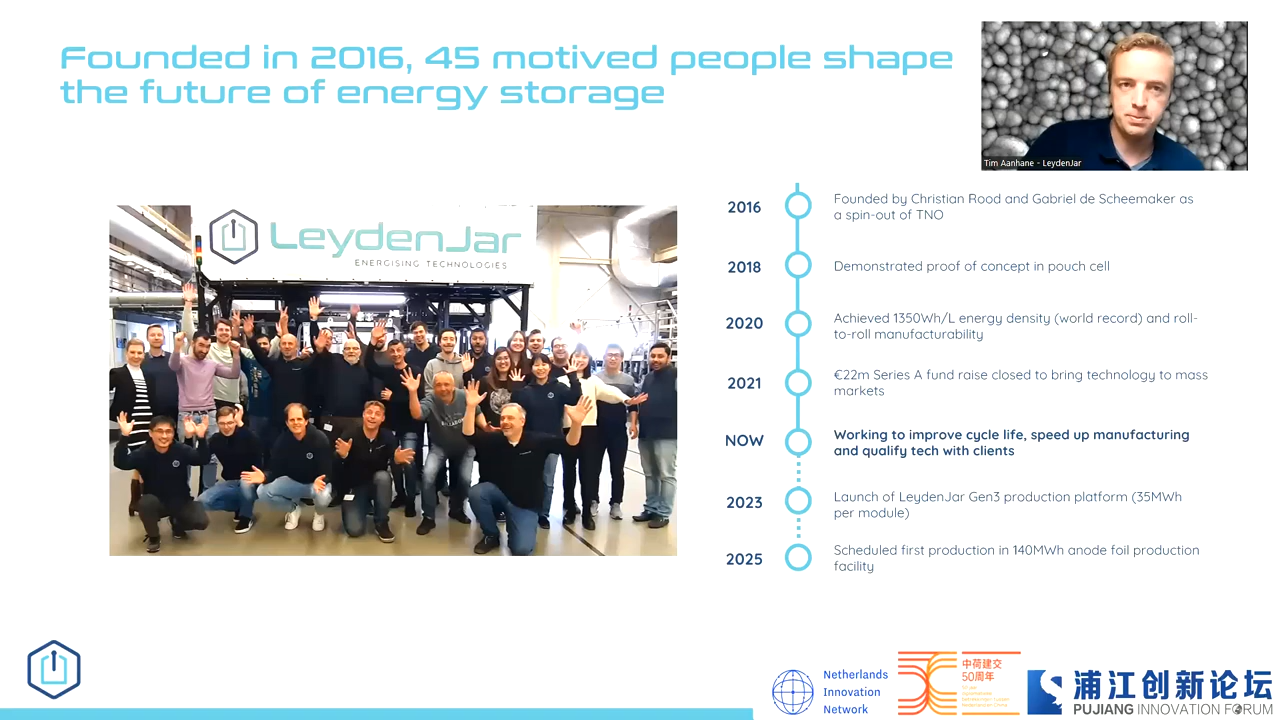 Founded in 2016, 45 motived people shape
the future of energy storage
Tim Aanhane - LeydenJar
LeydenJar
ENERGISING TECHNOLOGIES
2016
Founded by Christian Rood and Gabriel de Scheemaker as
a spin-out of TNO
2018
Demonstrated proof of concept in pouch cell
2020
Achieved 1350Wh/L energy density (world record) and roll-
to-roll manufacturability
2021
€22m Series A fund raise closed to bring technology to mass
markets
NOW
Working to improve cycle life, speed up manufacturing
and qualify tech with clients
2023
Launch of LeydenJar Gen3 production platform (35MWh
per module)
2025
Scheduled first production in 140MWh anode foil production
facility
Netherlands
Innovation
Network
中荷建交
50周年
浦江创新论坛
PUJIANG INNOVATION FORUM